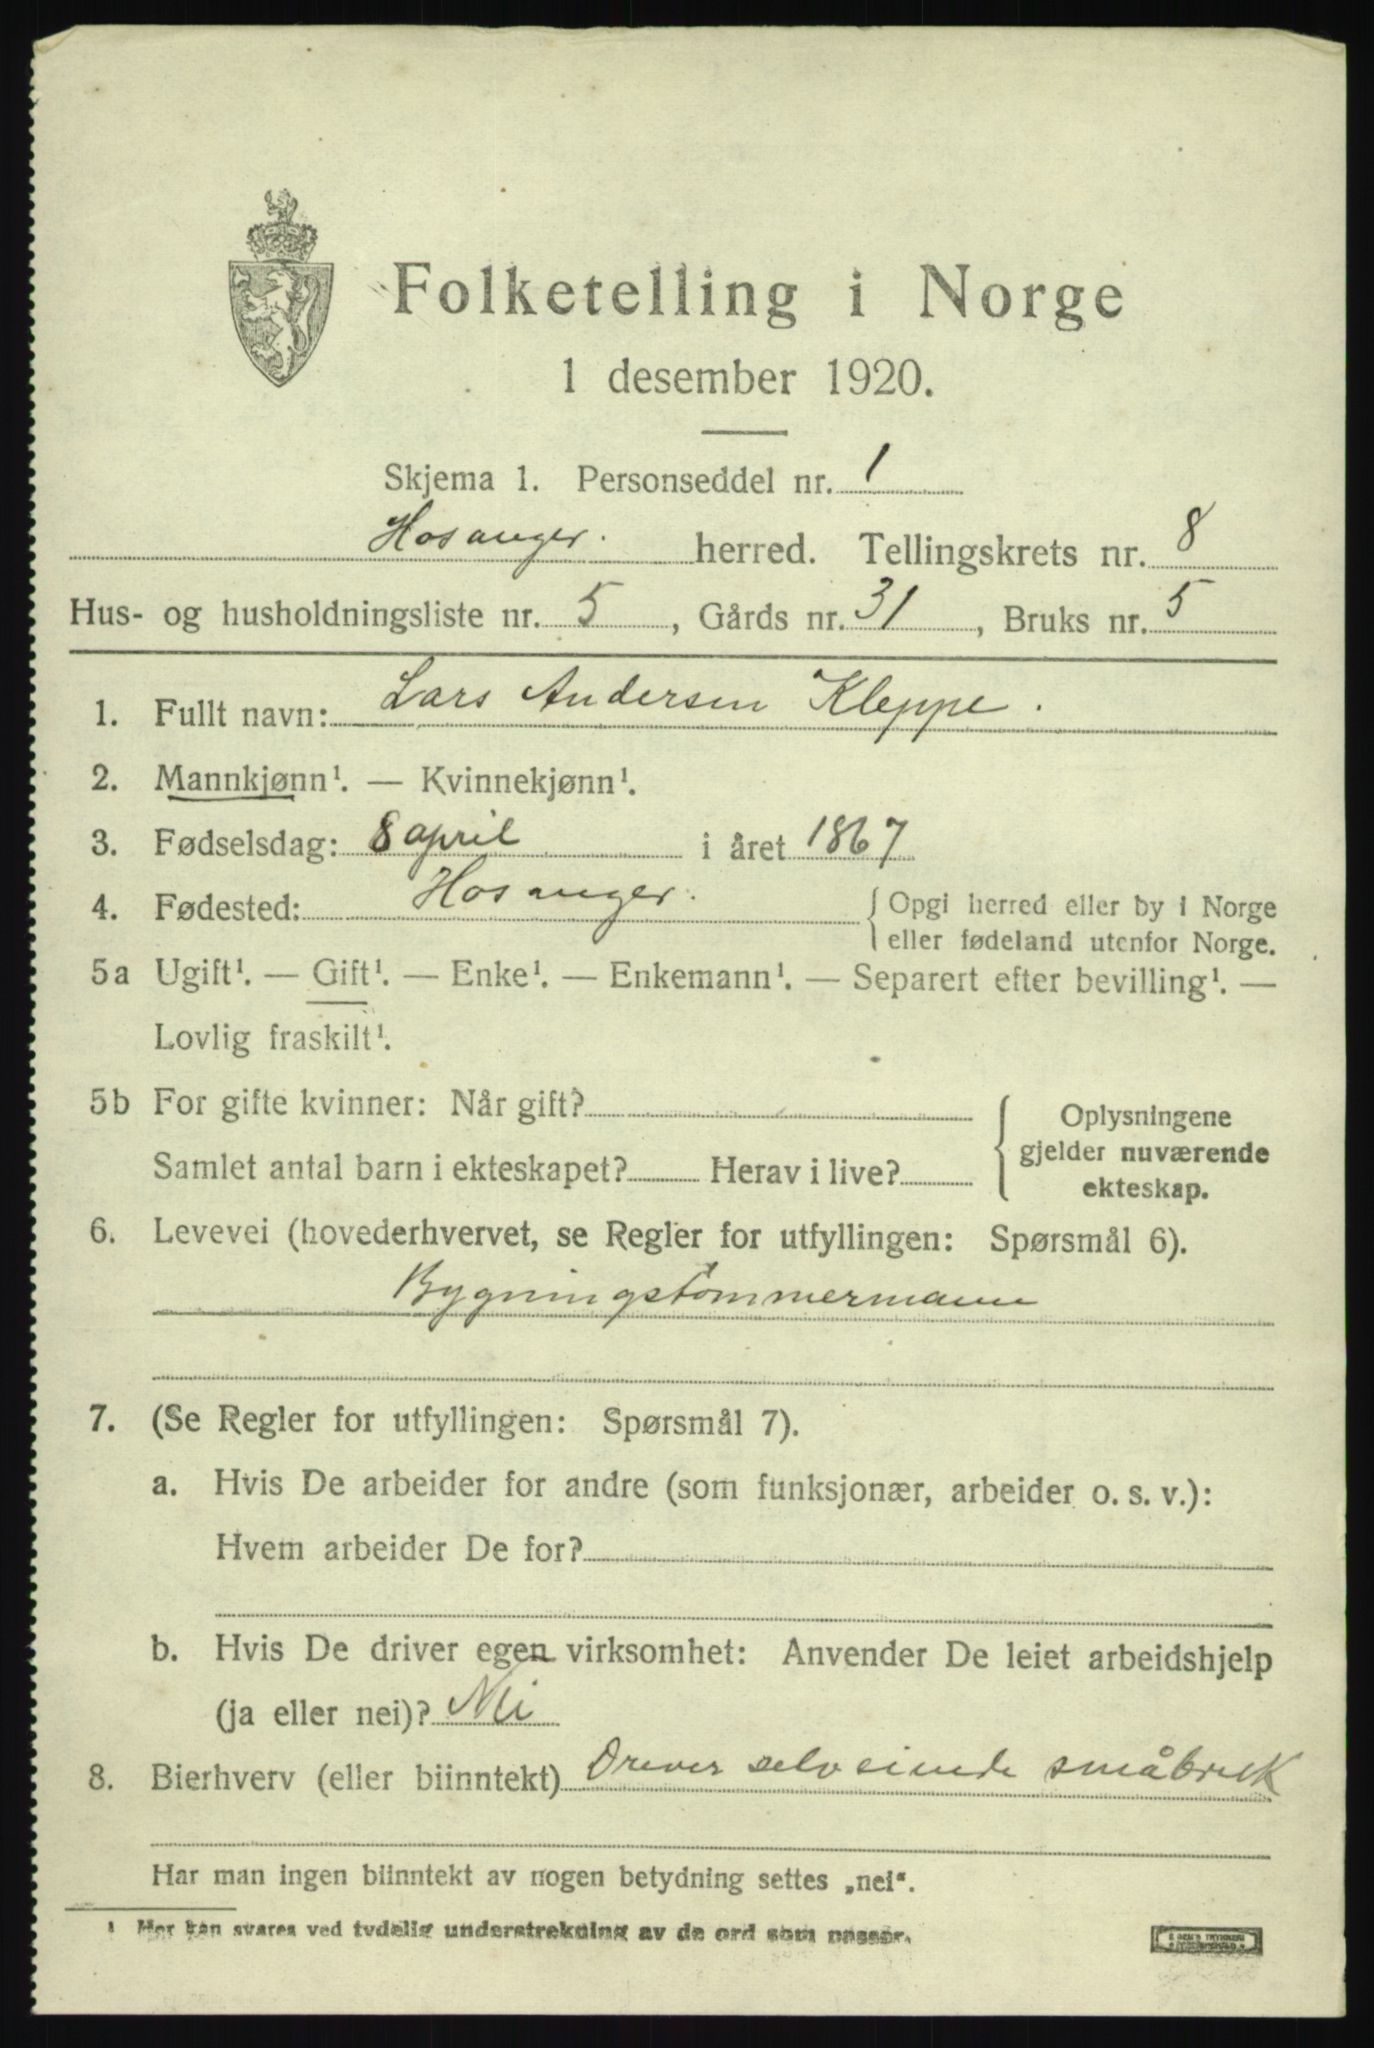 Folketelling i Norge
1 desember 1920.
Skjema 1. Personseddel nr. 1
Hosanger. herred. Tellingskrets nr. 8
Hus- og husholdningsliste nr. 5, Gårds nr. 31, Bruks nr. 5
1. Fullt navn: Lars Andersen Kleppe.
2. Mannkjønn¹. — Kvinnekjønn¹.
3. Fødselsdag: 8 april i året 1867
4. Fødested: Hosanger. { Opgi herred eller by i Norge
eller fødeland utenfor Norge.
5a Ugift¹. — Gift¹. — Enke¹. — Enkemann¹. — Separert efter bevilling¹. —
Lovlig fraskilt¹.
5b For gifte kvinner: Når gift?
Samlet antal barn i ekteskapet? Herav i live?
{ Oplysningene
gjelder nuværende
ekteskap.
6. Levevei (hovederhvervet, se Regler for utfyllingen: Spørsmål 6).
Bygningstømmermann
7. (Se Regler for utfyllingen: Spørsmål 7).
a. Hvis De arbeider for andre (som funksjonær, arbeider o. s. v.):
Hvem arbeider De for?
b. Hvis De driver egen virksomhet: Anvender De leiet arbeidshjelp
(ja eller nei)? Nei
8. Bierhverv (eller biinntekt) Drever selveiende småbruk
Har man ingen biinntekt av nogen betydning settes „nei“.
¹ Her kan svares ved tydelig understrekning av de ord som passer.